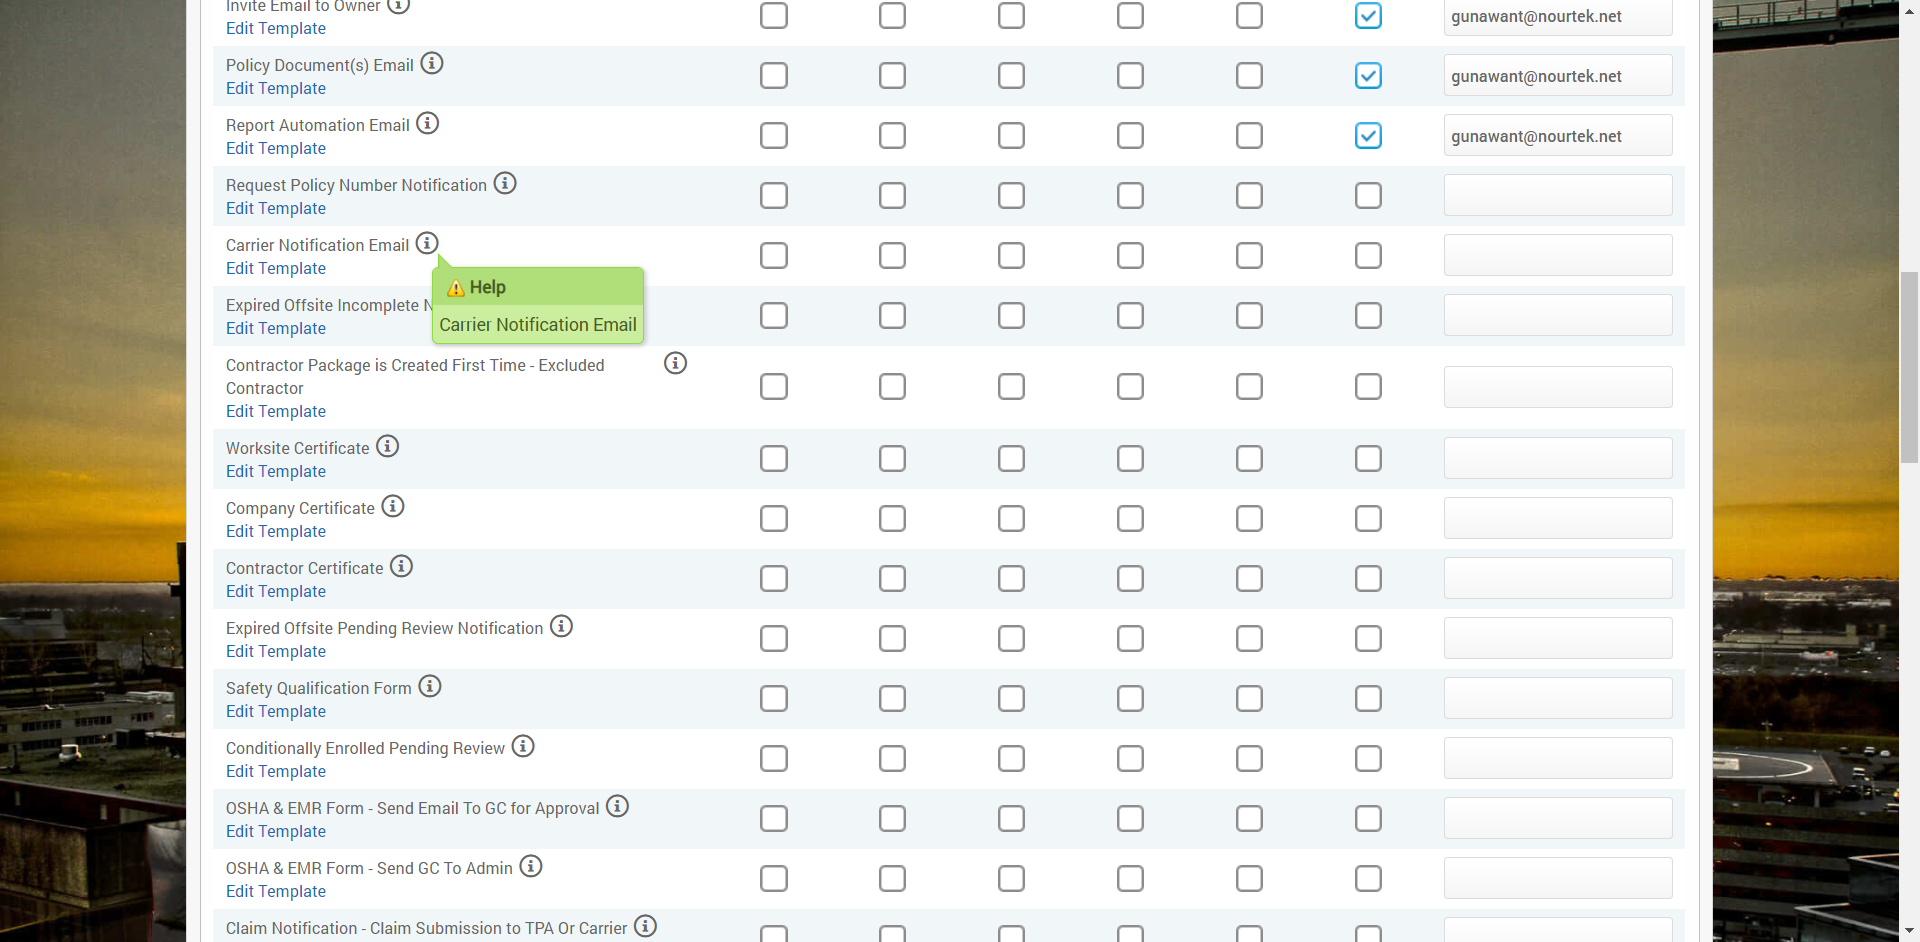 Invite Email to Owner
Edit Template
gunawant@nourtek.net
Policy Document(s) Email
Edit Template
gunawant@nourtek.net
Report Automation Email
Edit Template
gunawant@nourtek.net
Request Policy Number Notification
Edit Template
Carrier Notification Email
Edit Template
Help
Carrier Notification Email
Expired Offsite Incomplete N
Edit Template
Contractor Package is Created First Time - Excluded
Contractor
Edit Template
Worksite Certificate
Edit Template
Company Certificate
Edit Template
Contractor Certificate
Edit Template
Expired Offsite Pending Review Notification
Edit Template
Safety Qualification Form
Edit Template
Conditionally Enrolled Pending Review
Edit Template
OSHA & EMR Form - Send Email To GC for Approval
Edit Template
OSHA & EMR Form - Send GC To Admin
Edit Template
Claim Notification - Claim Submission to TPA Or Carrier